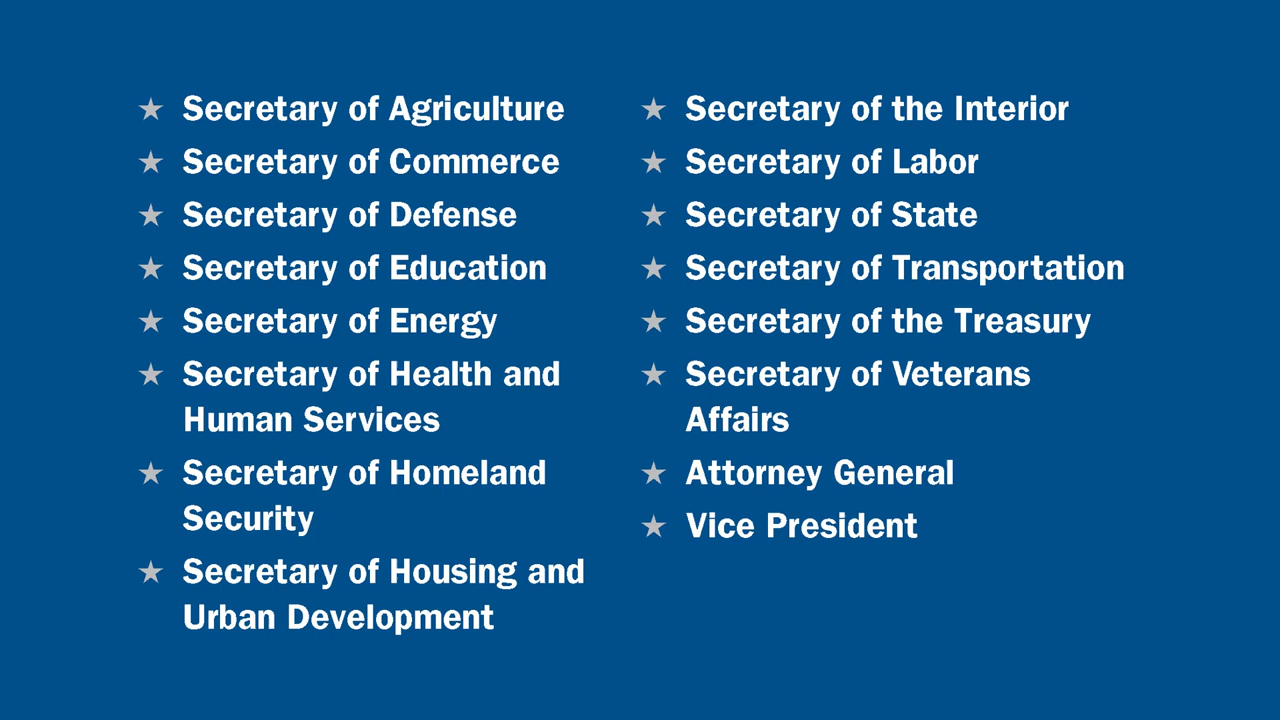 Secretary of Agriculture
Secretary of Commerce
Secretary of Defense
Secretary of Education
Secretary of Energy
Secretary of Health and
Human Services
Secretary of Homeland
Security
Secretary of Housing and
Urban Development
Secretary of the Interior
Secretary of Labor
Secretary of State
Secretary of Transportation
Secretary of the Treasury
Secretary of Veterans
Affairs
Attorney General
Vice President